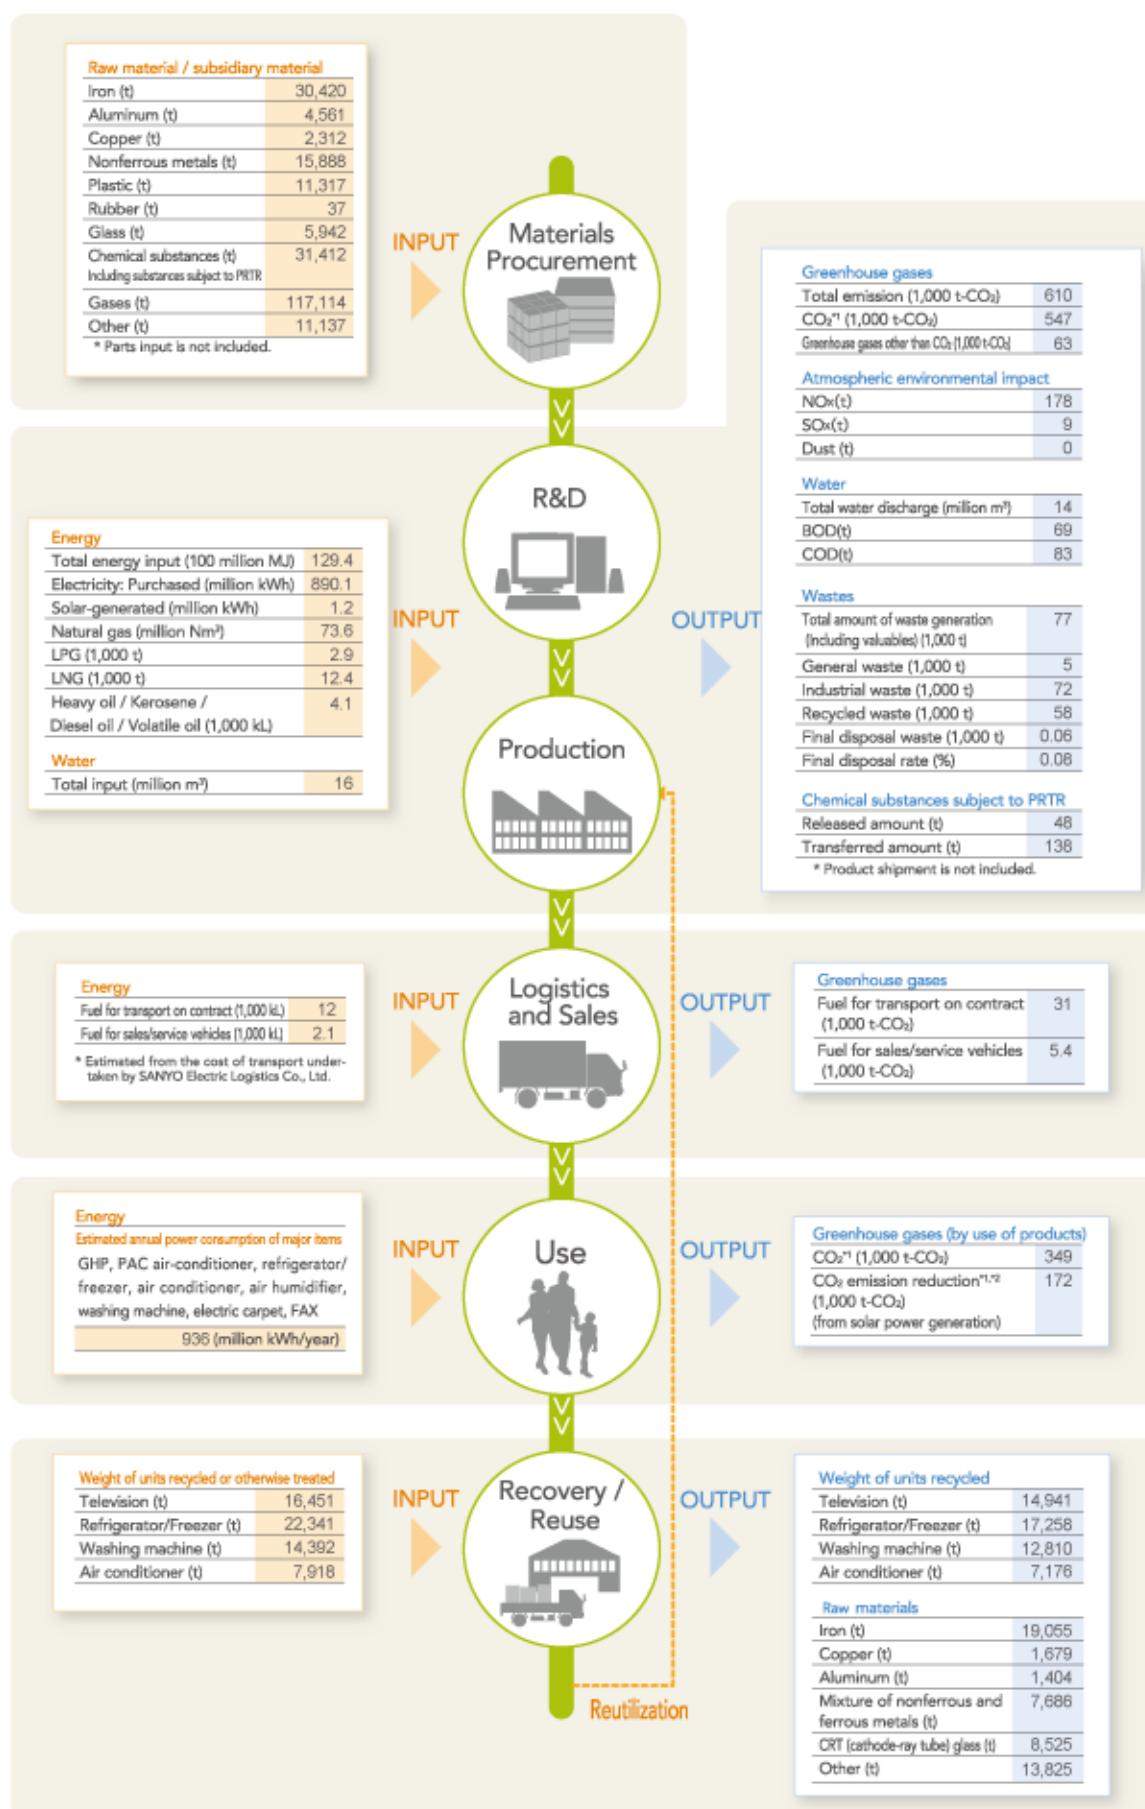 Raw material / subsidiary material
Iron (t) 30,420
Aluminum (t) 4,561
Copper (t) 2,312
Nonferrous metals (t) 15,888
Plastic (t) 11,317
Rubber (t) 37
Glass (t) 5,942
Chemical substances (t) 31,412
Including substances subject to PRTR
Gases (t) 117,114
Other (t) 11,137
* Parts input is not included.
INPUT
Materials
Procurement
R&D
Energy
Total energy input (100 million MJ) 129.4
Electricity: Purchased (million kWh) 890.1
Solar-generated (million kWh) 1.2
Natural gas (million Nm³) 73.6
LPG (1,000 t) 2.9
LNG (1,000 t) 12.4
Heavy oil / Kerosene / 4.1
Diesel oil / Volatile oil (1,000 kL)
Water
Total input (million m³) 16
INPUT
Production
OUTPUT
Greenhouse gases
Total emission (1,000 t-CO₂) 610
CO₂*¹ (1,000 t-CO₂) 547
Greenhouse gases other than CO₂ (1,000 t-CO₂) 63
Atmospheric environmental impact
NOx(t) 178
SOx(t) 9
Dust (t) 0
Water
Total water discharge (million m³) 14
BOD(t) 69
COD(t) 83
Wastes
Total amount of waste generation 77
(Including valuables) (1,000 t)
General waste (1,000 t) 5
Industrial waste (1,000 t) 72
Recycled waste (1,000 t) 58
Final disposal waste (1,000 t) 0.06
Final disposal rate (%) 0.08
Chemical substances subject to PRTR
Released amount (t) 48
Transferred amount (t) 138
* Product shipment is not included.
Energy
Fuel for transport on contract (1,000 kL) 12
Fuel for sales/service vehicles (1,000 kL) 2.1
* Estimated from the cost of transport under-
taken by SANYO Electric Logistics Co., Ltd.
INPUT
Logistics
and Sales
OUTPUT
Greenhouse gases
Fuel for transport on contract 31
(1,000 t-CO₂)
Fuel for sales/service vehicles 5.4
(1,000 t-CO₂)
Energy
Estimated annual power consumption of major items
GHP, PAC air-conditioner, refrigerator/
freezer, air conditioner, air humidifier,
washing machine, electric carpet, FAX
936 (million kWh/year)
INPUT
Use
OUTPUT
Greenhouse gases (by use of products)
CO₂*¹ (1,000 t-CO₂) 349
CO₂ emission reduction*¹·*² 172
(1,000 t-CO₂)
(from solar power generation)
Weight of units recycled or otherwise treated
Television (t) 16,451
Refrigerator/Freezer (t) 22,341
Washing machine (t) 14,392
Air conditioner (t) 7,918
INPUT
Recovery /
Reuse
OUTPUT
Weight of units recycled
Television (t) 14,941
Refrigerator/Freezer (t) 17,258
Washing machine (t) 12,810
Air conditioner (t) 7,176
Raw materials
Iron (t) 19,055
Copper (t) 1,679
Aluminum (t) 1,404
Mixture of nonferrous and 7,686
ferrous metals (t)
CRT (cathode-ray tube) glass (t) 8,525
Other (t) 13,825
Reutilization